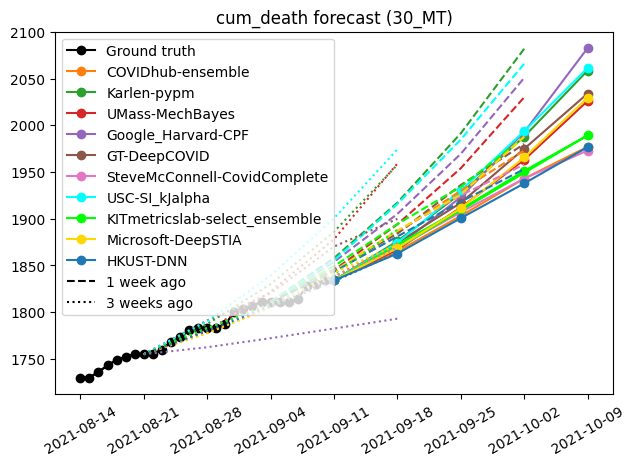 cum_death forecast (30_MT)
2100
2050
2000
1950
1900
1850
1800
1750
Ground truth
COVIDhub-ensemble
Karlen-pypm
UMass-MechBayes
Google_Harvard-CPF
GT-DeepCOVID
SteveMcConnell-CovidComplete
USC-SI_kJalpha
KITmetricslab-select_ensemble
Microsoft-DeepSTIA
HKUST-DNN
1 week ago
3 weeks ago
2021-08-14
2021-08-21
2021-08-28
2021-09-04
2021-09-11
2021-09-18
2021-09-25
2021-10-02
2021-10-09